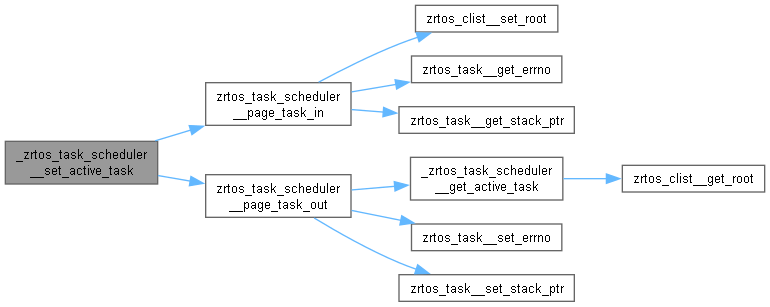 _zrtos_task_scheduler
__set_active_task
zrtos_task_scheduler
__page_task_in
zrtos_clist__set_root
zrtos_task__get_errno
zrtos_task__get_stack_ptr
zrtos_task_scheduler
__page_task_out
_zrtos_task_scheduler
__get_active_task
zrtos_clist__get_root
zrtos_task__set_errno
zrtos_task__set_stack_ptr